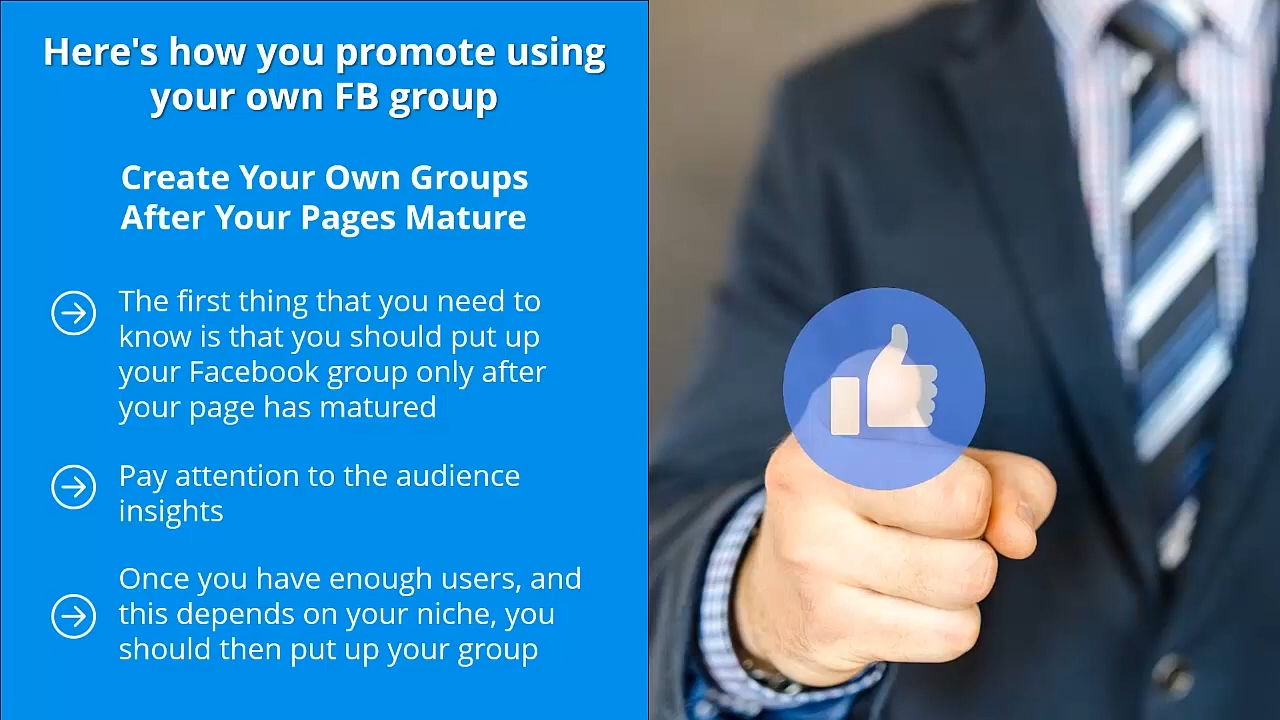 Here's how you promote using
your own FB group
Create Your Own Groups
After Your Pages Mature
The first thing that you need to
know is that you should put up
your Facebook group only after
your page has matured
Pay attention to the audience
insights
Once you have enough users, and
this depends on your niche, you
should then put up your group